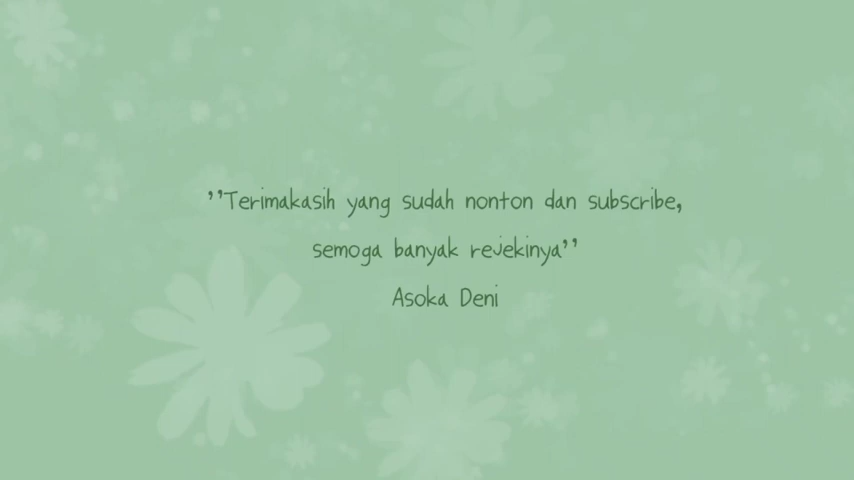 ’’Terimakasih yang sudah nonton dan subscribe,
semoga banyak rejekinya’’
Asoka Deni